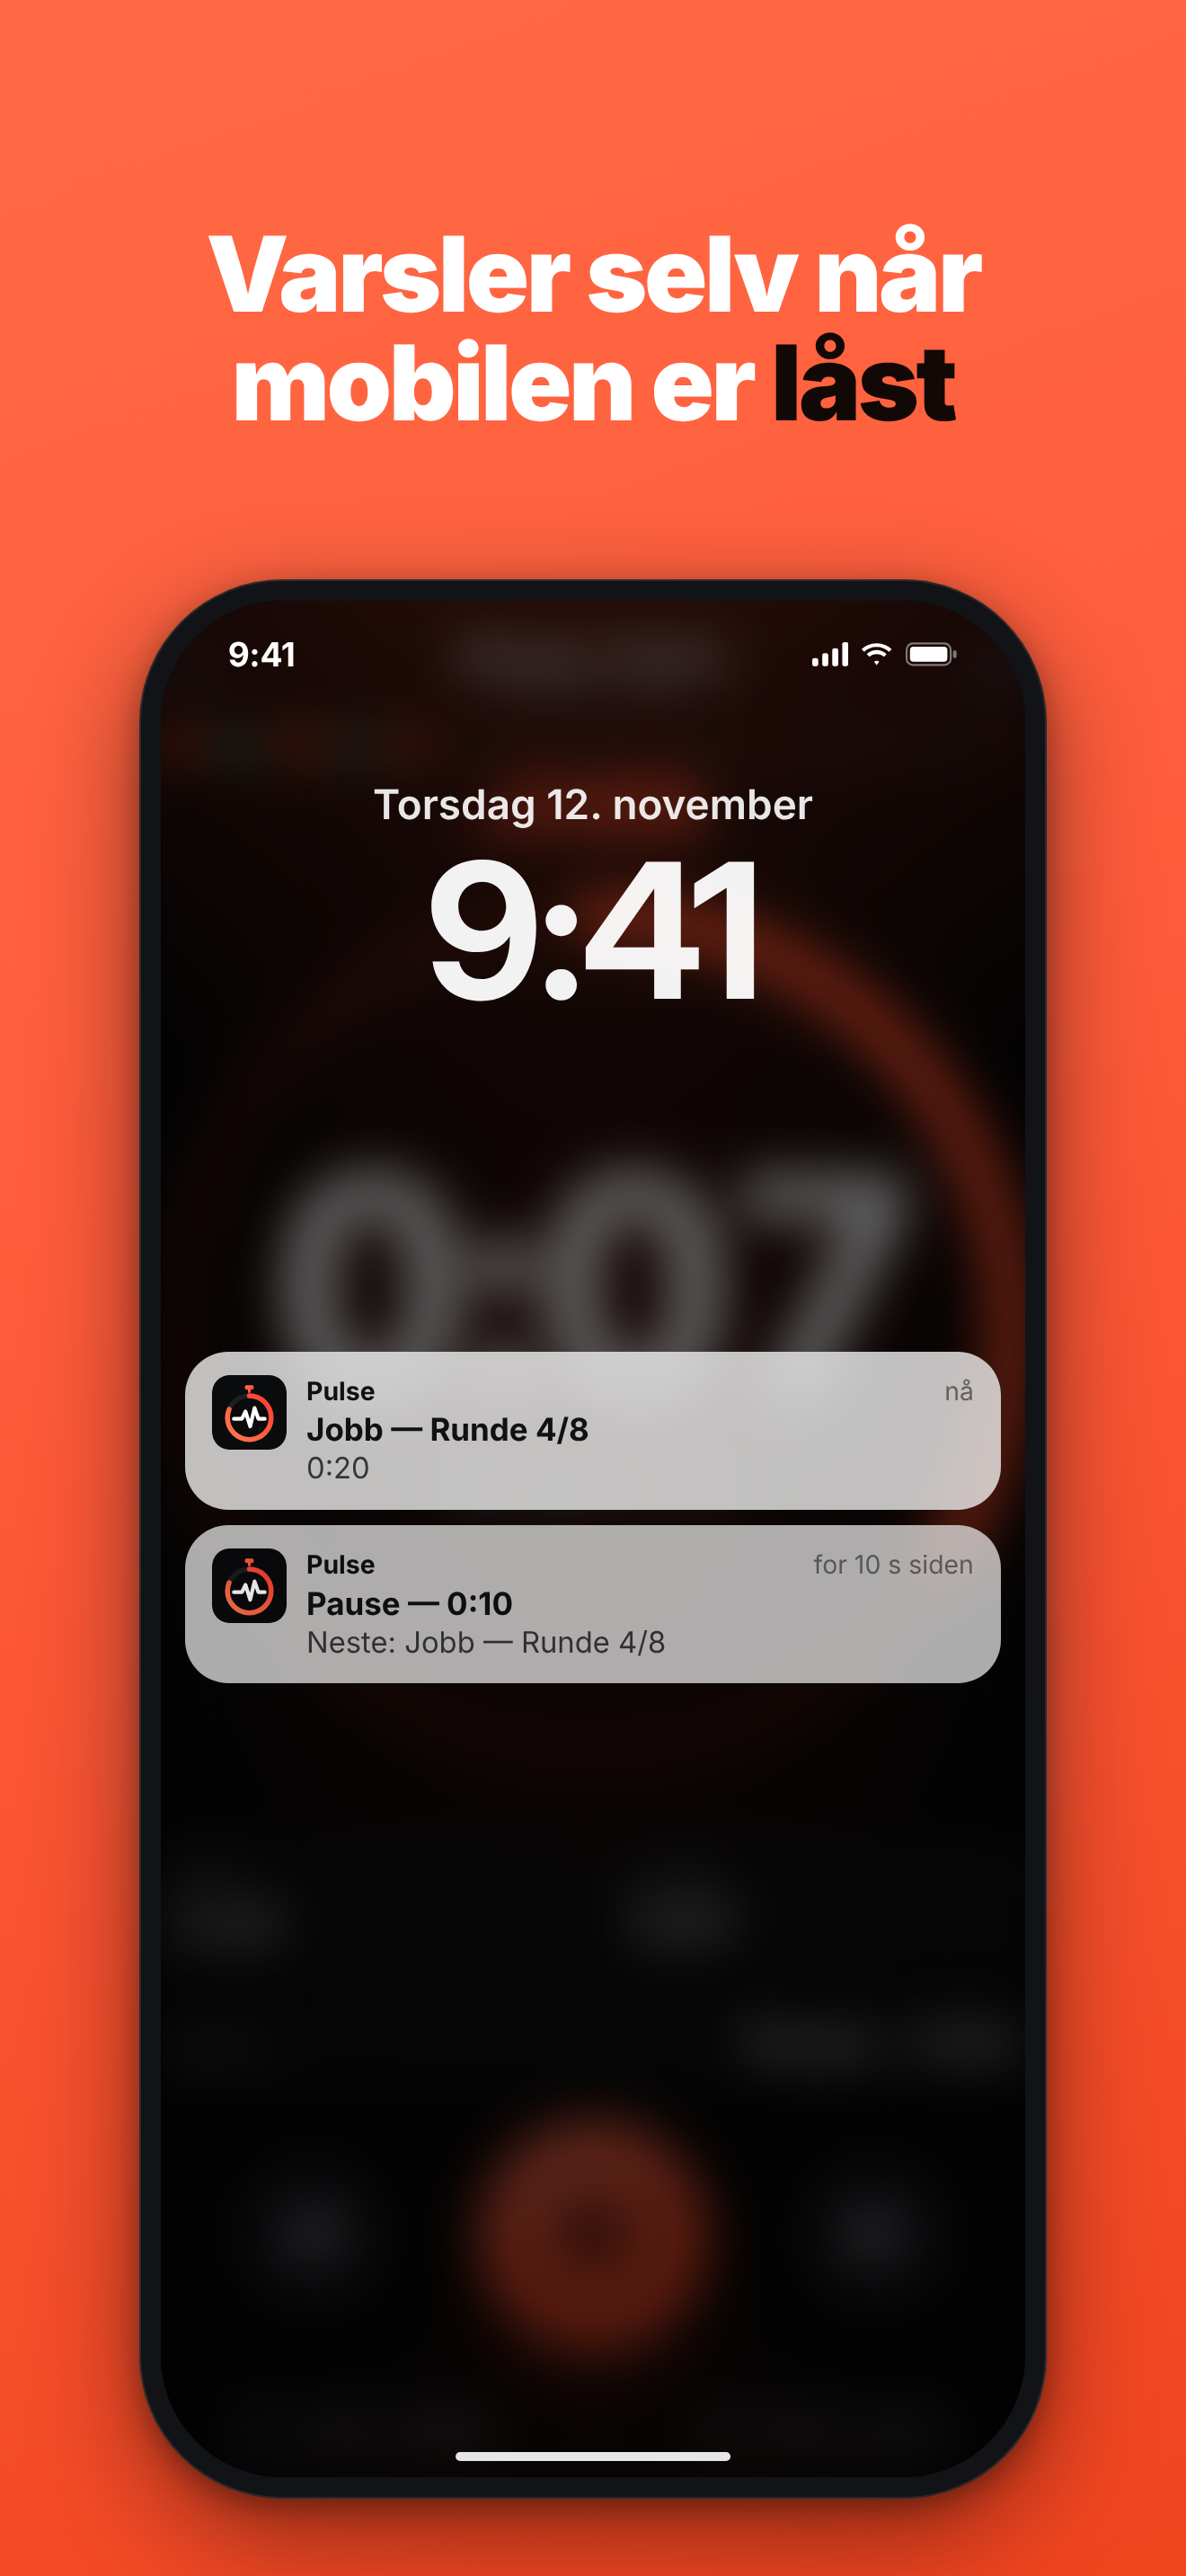 Varsler selv når
mobilen er låst
9:41
Torsdag 12. november
9:41
0:07
Pulse
nå
Jobb — Runde 4/8
0:20
Pulse
for 10 s siden
Pause — 0:10
Neste: Jobb — Runde 4/8